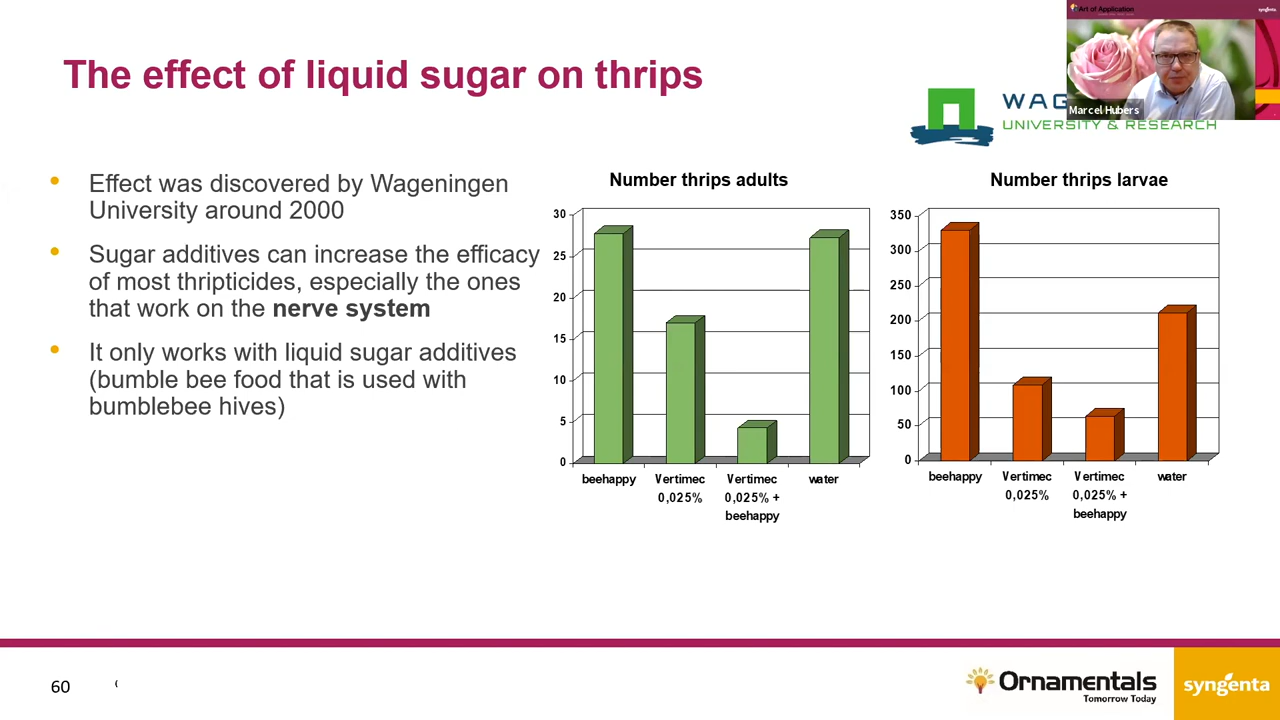 Art of Application
syngenta
Marcel Hubers
The effect of liquid sugar on thrips
WAG
UNIVERSITY & RESEARCH
• Effect was discovered by Wageningen
University around 2000
• Sugar additives can increase the efficacy
of most thripticides, especially the ones
that work on the nerve system
• It only works with liquid sugar additives
(bumble bee food that is used with
bumblebee hives)
Number thrips adults
30
25
20
15
10
5
0
beehappy
Vertimec
0,025%
Vertimec
0,025% +
beehappy
water
Number thrips larvae
350
300
250
200
150
100
50
0
beehappy
Vertimec
0,025%
Vertimec
0,025% +
beehappy
water
60
Ornamentals
Tomorrow Today
syngenta